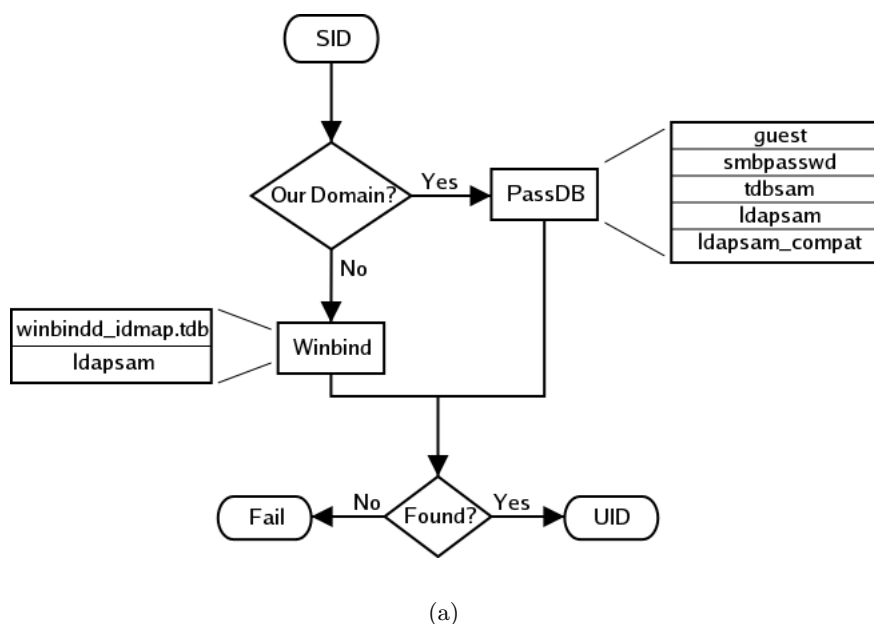 SID
Our Domain?
Yes
PassDB
guest
smbpasswd
tdbsam
ldapsam
ldapsam_compat
No
winbindd_idmap.tdb
ldapsam
Winbind
Fail
No
Found?
Yes
UID
(a)